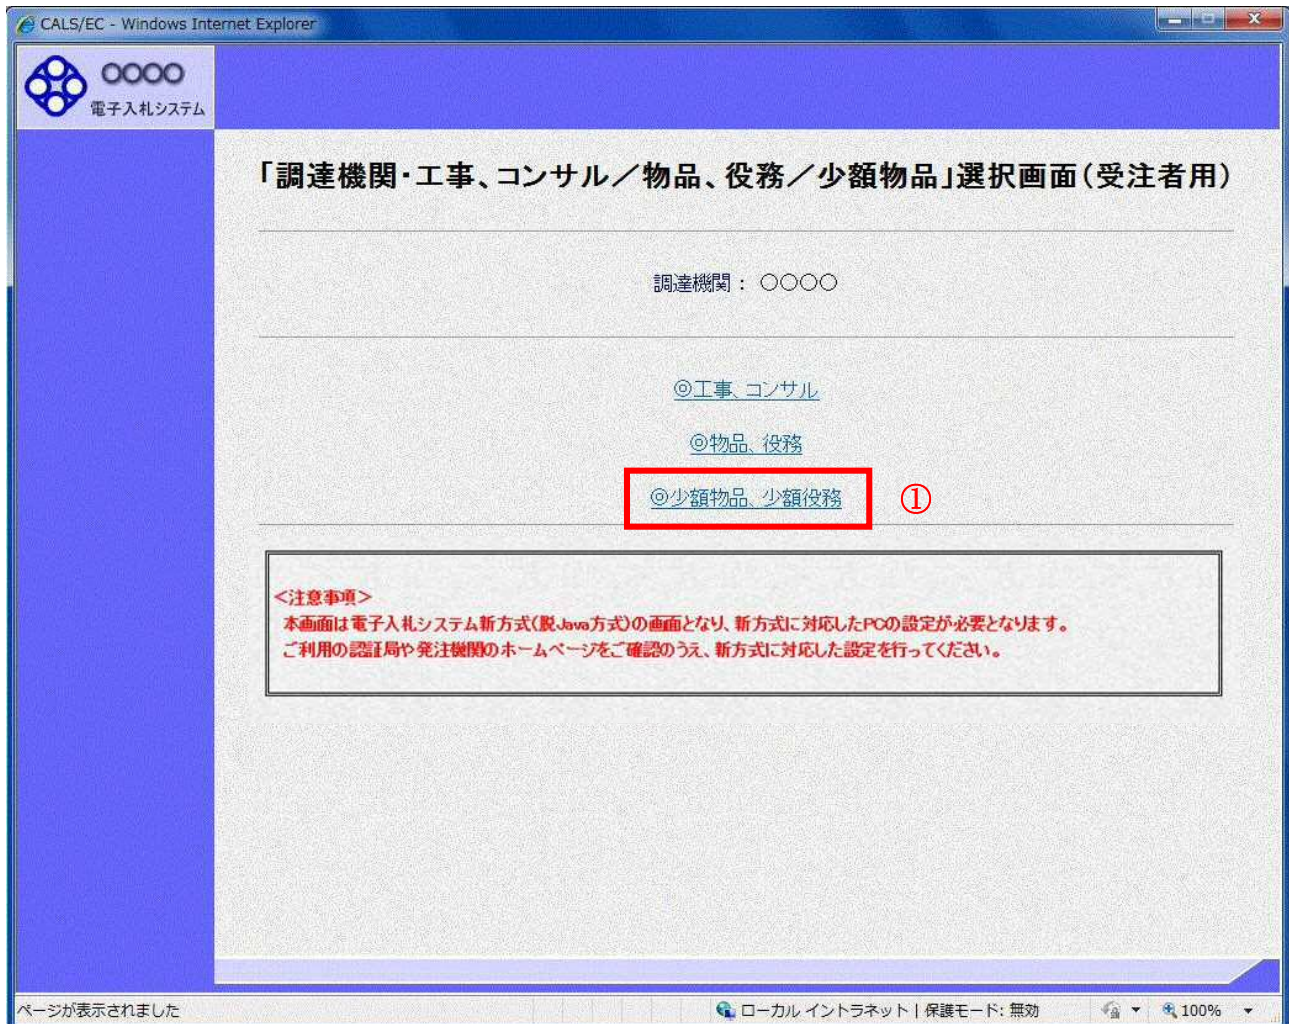 CALS/EC - Windows Internet Explorer
○○○○
電子入札システム
「調達機関・工事、コンサル／物品、役務／少額物品」選択画面（受注者用）
調達機関： ○○○○
◎工事、コンサル
◎物品、役務
◎少額物品、少額役務
①
＜注意事項＞
本画面は電子入札システム新方式(脱Java方式)の画面となり、新方式に対応したPCの設定が必要となります。
ご利用の認証局や発注機関のホームページをご確認のうえ、新方式に対応した設定を行ってください。
ページが表示されました
ローカル イントラネット | 保護モード: 無効
100%